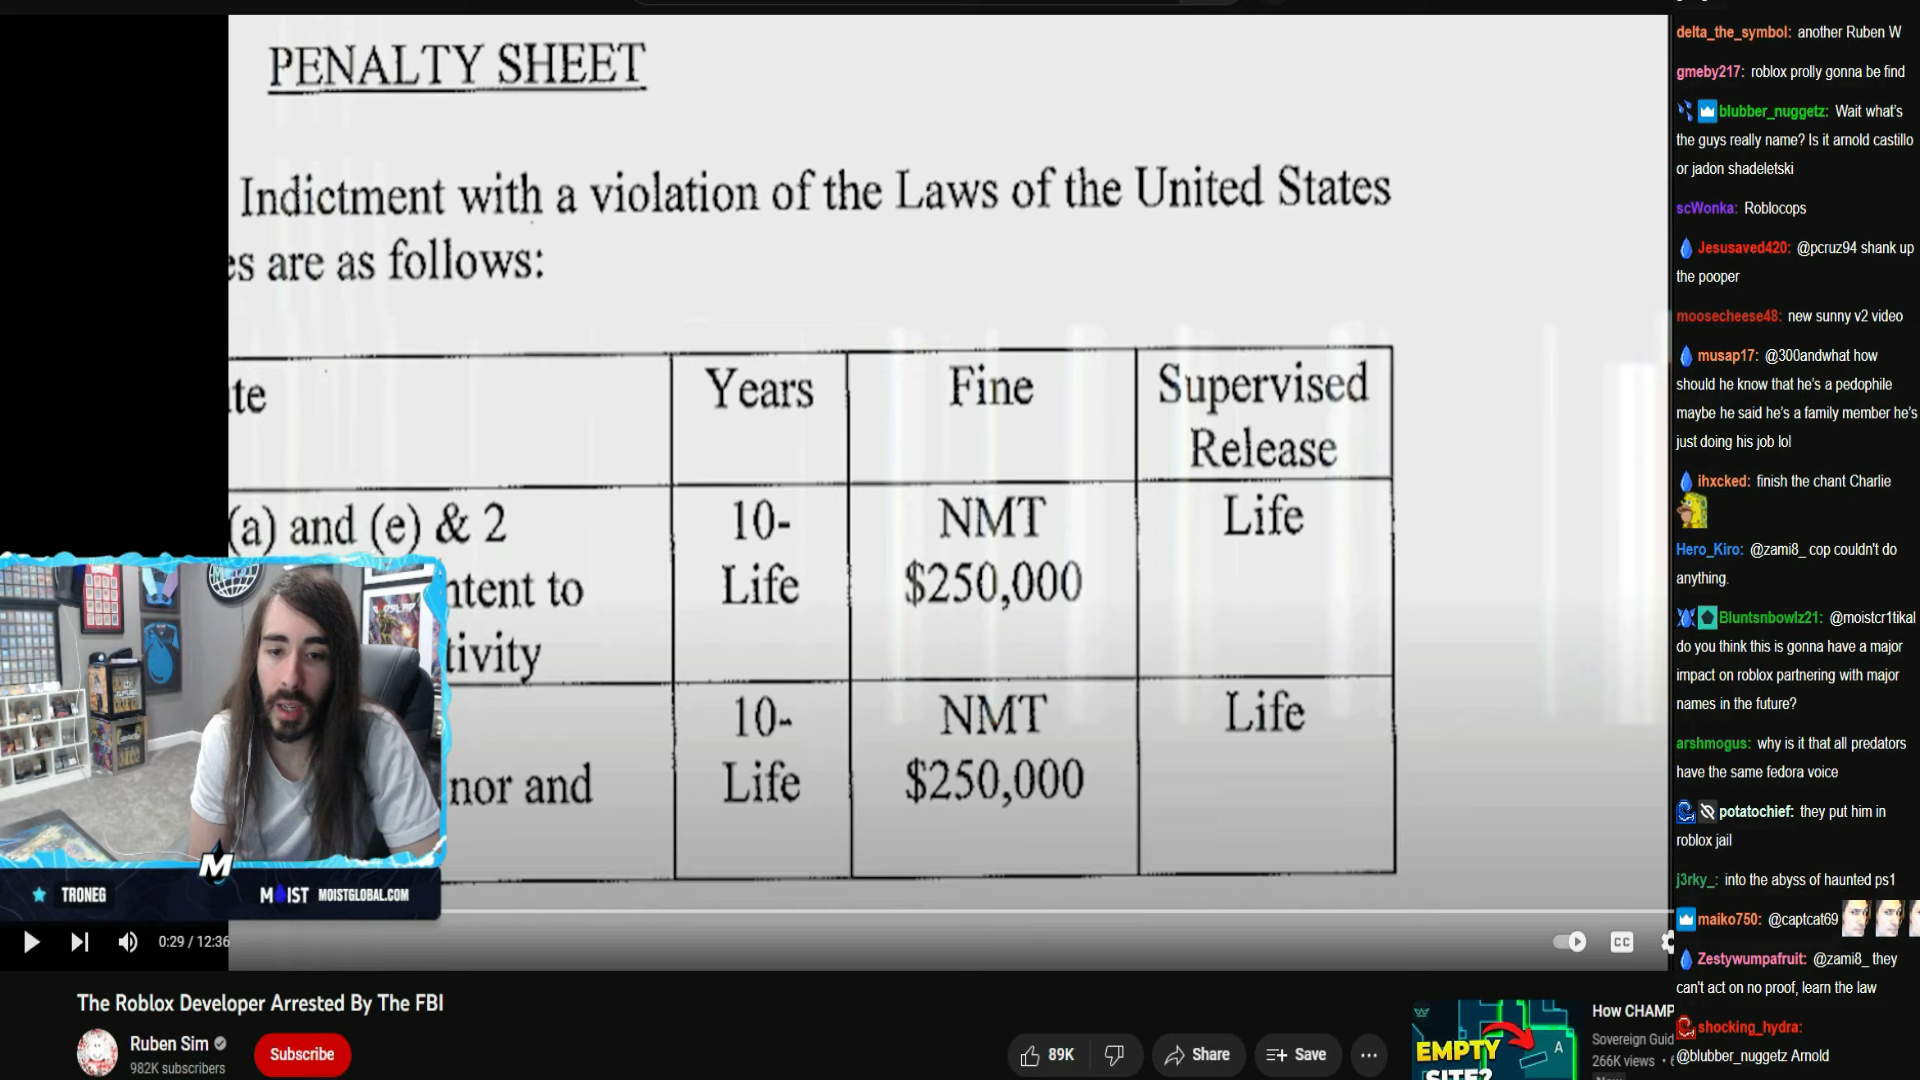 PENALTY SHEET
Indictment with a violation of the Laws of the United States
es are as follows:
te
Years
Fine
Supervised
Release
(a) and (e) & 2
ntent to
tivity
10-
Life
NMT
$250,000
Life
nor and
10-
Life
NMT
$250,000
Life
TRONEG
MOIST MOISTGLOBAL.COM
0:29 / 12:36
CC
The Roblox Developer Arrested By The FBI
Ruben Sim
982K subscribers
Subscribe
89K
Share
Save
EMPTY
SITE?
A
How CHAMP
Sovereign Guid
266K views •
delta_the_symbol: another Ruben W
gmeby217: roblox prolly gonna be find
blubber_nuggetz: Wait what's
the guys really name? Is it arnold castillo
or jadon shadeletski
scWonka: Roblocops
Jesusaved420: @pcruz94 shank up
the pooper
moosecheese48: new sunny v2 video
musap17: @300andwhat how
should he know that he's a pedophile
maybe he said he's a family member he's
just doing his job lol
ihxcked: finish the chant Charlie
Hero_Kiro: @zami8_ cop couldn't do
anything.
Bluntsnbowlz21: @moistcr1tikal
do you think this is gonna have a major
impact on roblox partnering with major
names in the future?
arshmogus: why is it that all predators
have the same fedora voice
potatochief: they put him in
roblox jail
j3rky_: into the abyss of haunted ps1
maiko750: @captcat69
Zestywumpafruit: @zami8_ they
can't act on no proof, learn the law
shocking_hydra:
@blubber_nuggetz Arnold